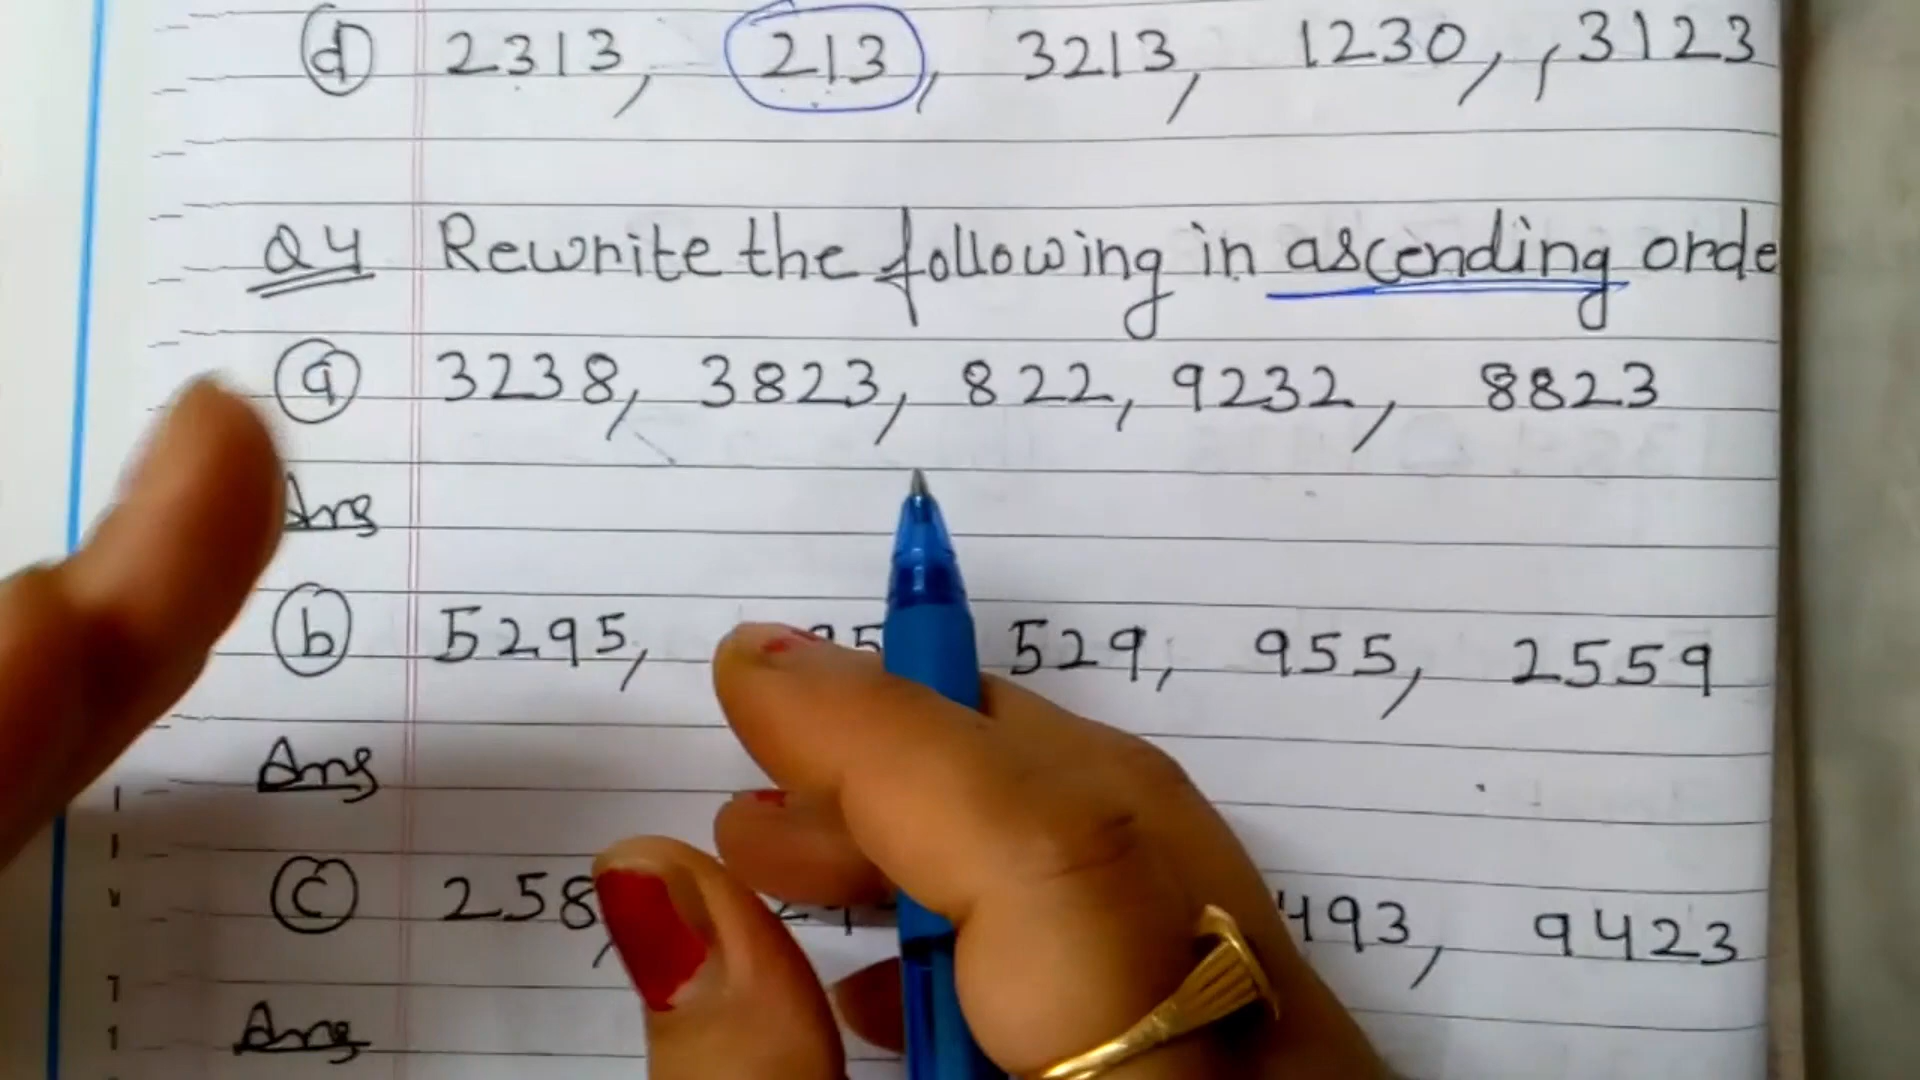 d 2313, 213, 3213, 1230, , 3123
Q4 Rewrite the following in ascending orde
a 3238, 3823, 822, 9232, 8823
Ans
b 5295, 529, 955, 2559
Ans
c 258, 493, 9423
Ans